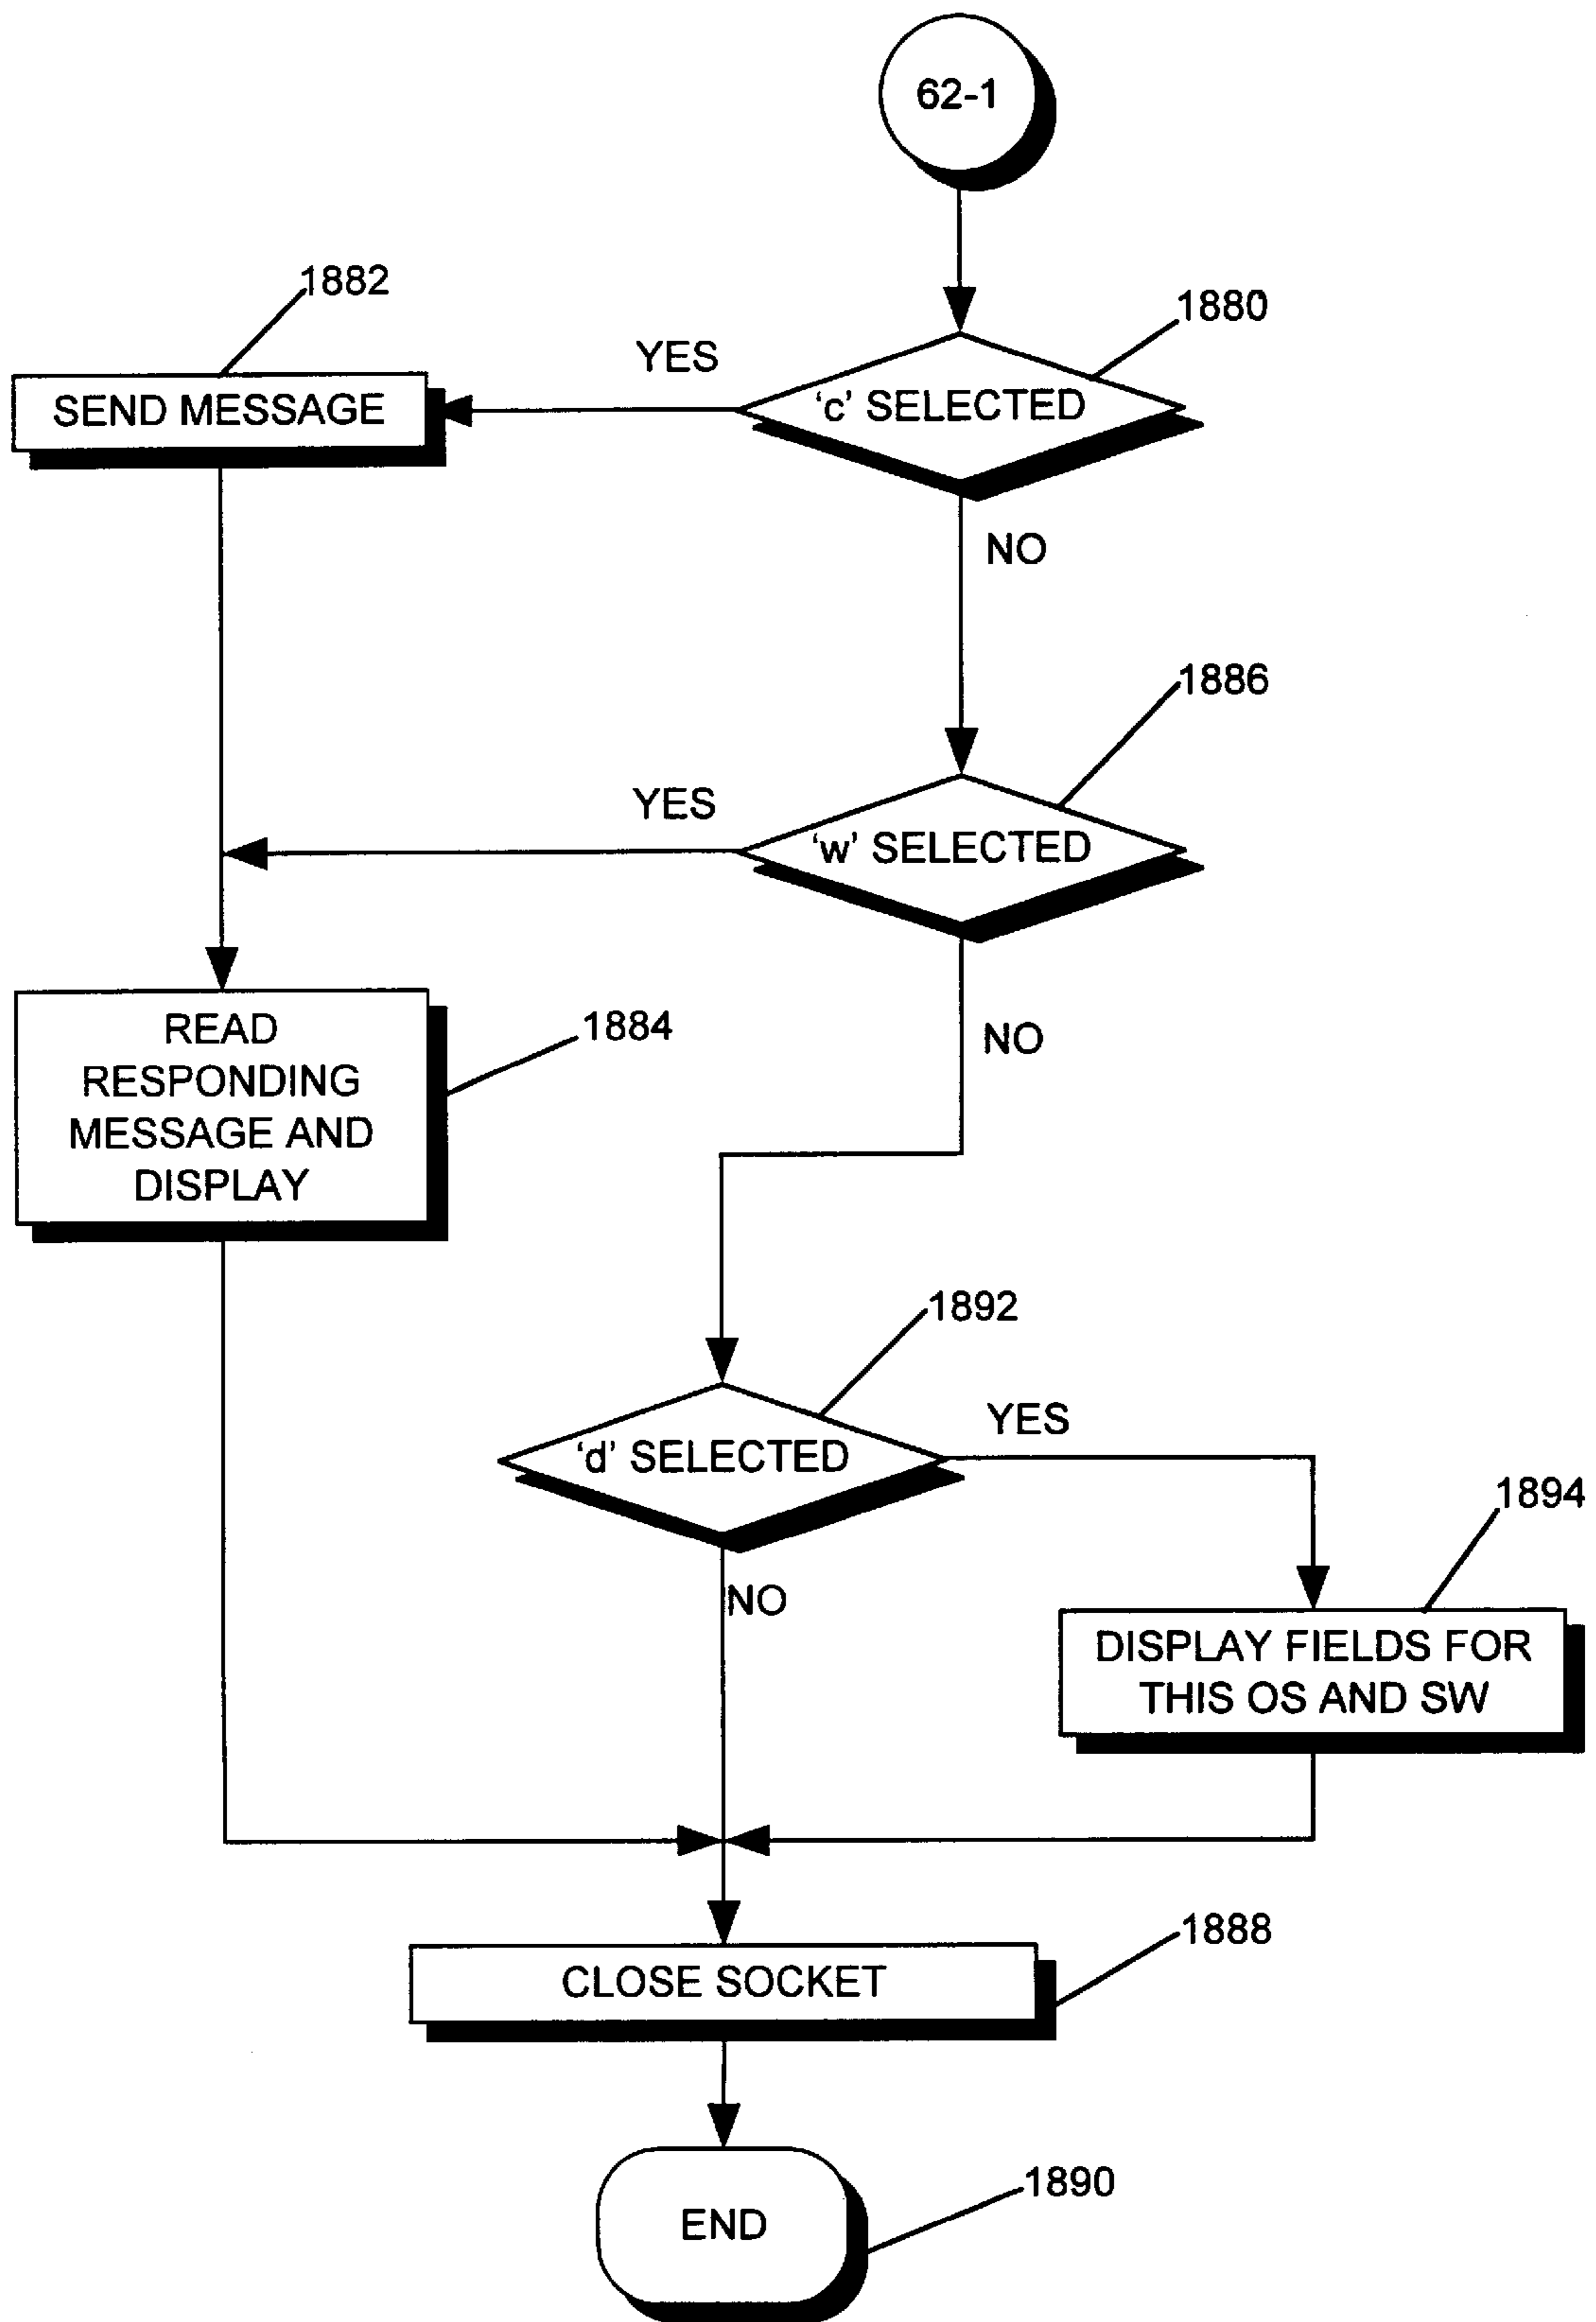 62-1
1882
1880
YES
SEND MESSAGE
‘c’ SELECTED
NO
1886
YES
‘w’ SELECTED
READ
RESPONDING
MESSAGE AND
DISPLAY
1884
NO
1892
YES
‘d’ SELECTED
1894
NO
DISPLAY FIELDS FOR
THIS OS AND SW
1888
CLOSE SOCKET
1890
END